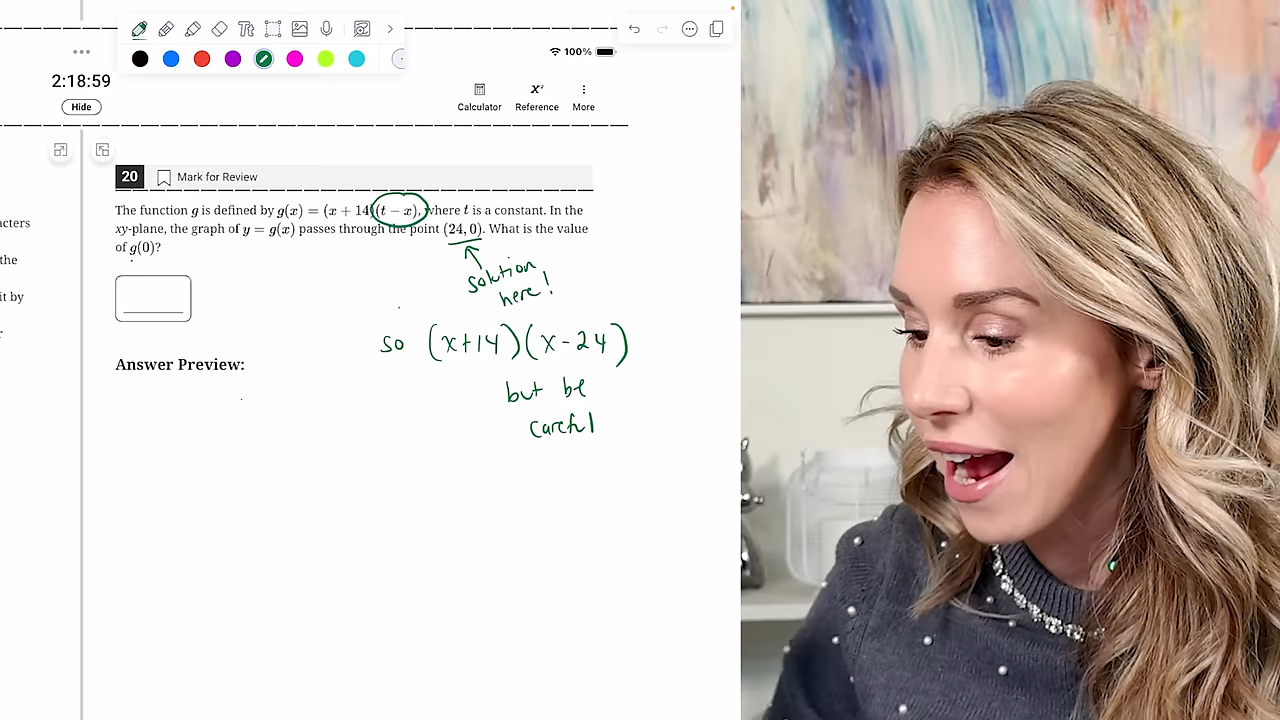 Tt
100%
2:18:59
Hide
Calculator
X²
Reference
More
20
Mark for Review
The function g is defined by g(x) = (x + 14)(t − x), where t is a constant. In the
xy-plane, the graph of y = g(x) passes through the point (24, 0). What is the value
of g(0)?
acters
the
it by
solution
here!
so (x+14)(x-24)
but be
careful
Answer Preview: